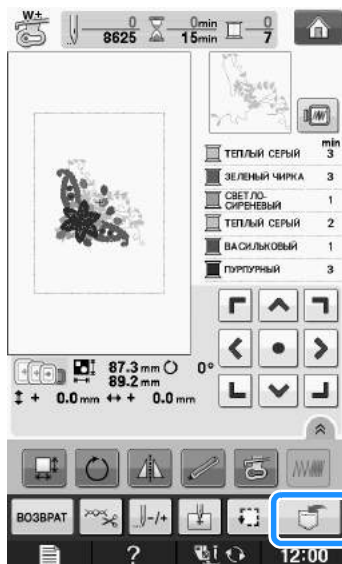 W+
0
8625
0min
15min
0
7
min
ТЕПЛЫЙ СЕРЫЙ 3
ЗЕЛЕНЫЙ ЧИРКА 3
СВЕТЛО-
СИРЕНЕВЫЙ 1
ТЕПЛЫЙ СЕРЫЙ 2
ВАСИЛЬКОВЫЙ 1
ПУРПУРНЫЙ 3
87.3 mm 0°
89.2 mm
+ 0.0 mm + 0.0 mm
ВОЗВРАТ -/+
? 12:00